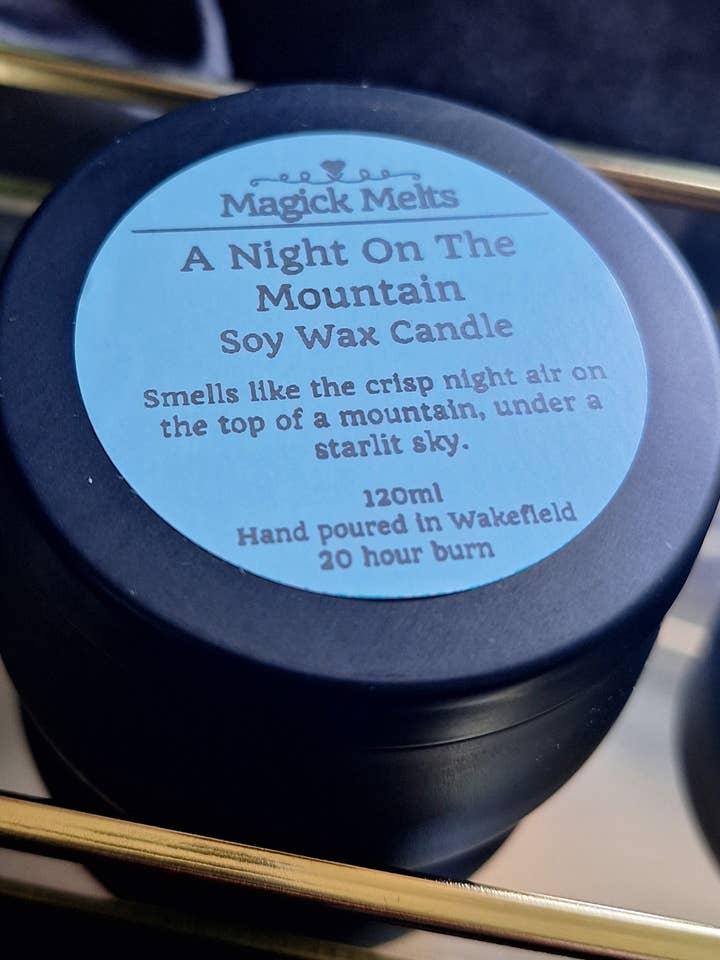 Magick Melts
A Night On The
Mountain
Soy Wax Candle
Smells like the crisp night air on
the top of a mountain, under a
starlit sky.
120ml
Hand poured in Wakefield
20 hour burn